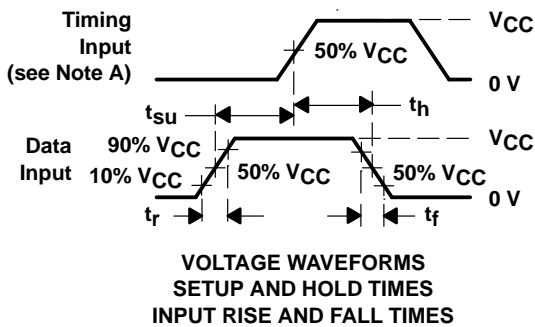 Timing
Input
(see Note A)
VCC
50% VCC
0 V
tsu
th
Data
Input
90% VCC
10% VCC
50% VCC
50% VCC
VCC
0 V
tr
tf
VOLTAGE WAVEFORMS
SETUP AND HOLD TIMES
INPUT RISE AND FALL TIMES